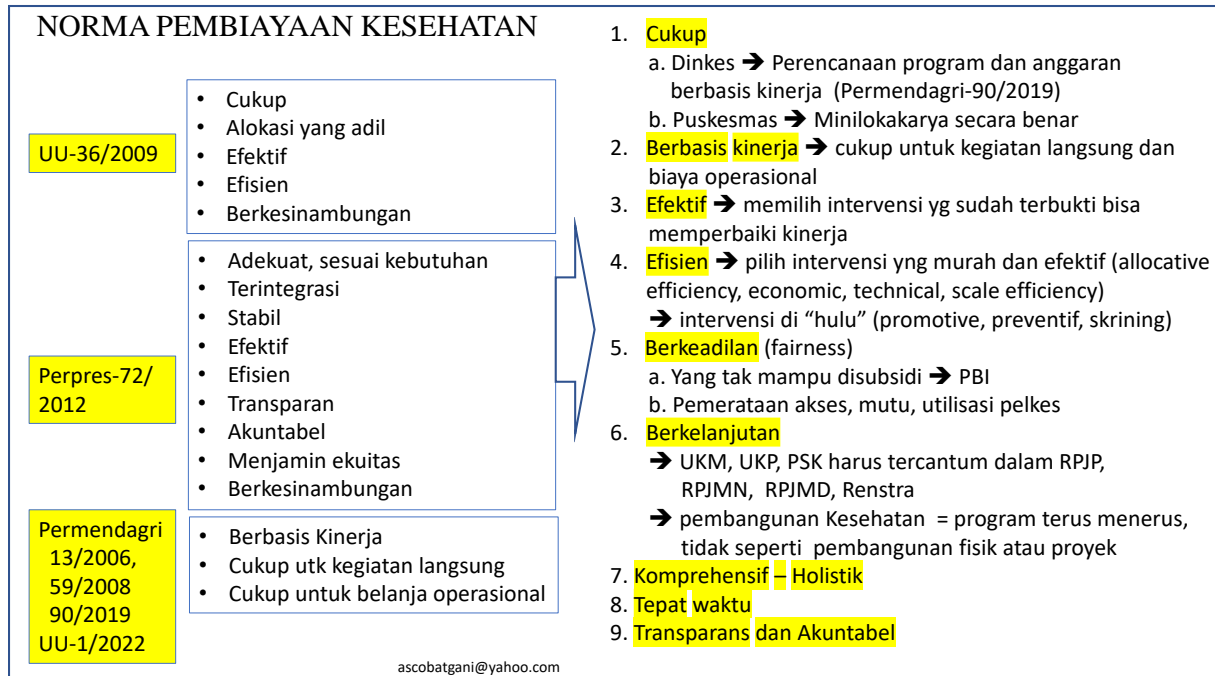 NORMA PEMBIAYAAN KESEHATAN
UU-36/2009
• Cukup
• Alokasi yang adil
• Efektif
• Efisien
• Berkesinambungan
Perpres-72/
2012
• Adekuat, sesuai kebutuhan
• Terintegrasi
• Stabil
• Efektif
• Efisien
• Transparan
• Akuntabel
• Menjamin ekuitas
• Berkesinambungan
Permendagri
13/2006,
59/2008
90/2019
UU-1/2022
• Berbasis Kinerja
• Cukup utk kegiatan langsung
• Cukup untuk belanja operasional
1. Cukup
a. Dinkes ➔ Perencanaan program dan anggaran
berbasis kinerja (Permendagri-90/2019)
b. Puskesmas ➔ Minilokakarya secara benar
2. Berbasis kinerja ➔ cukup untuk kegiatan langsung dan
biaya operasional
3. Efektif ➔ memilih intervensi yg sudah terbukti bisa
memperbaiki kinerja
4. Efisien ➔ pilih intervensi yng murah dan efektif (allocative
efficiency, economic, technical, scale efficiency)
➔ intervensi di “hulu” (promotive, preventif, skrining)
5. Berkeadilan (fairness)
a. Yang tak mampu disubsidi ➔ PBI
b. Pemerataan akses, mutu, utilisasi pelkes
6. Berkelanjutan
➔ UKM, UKP, PSK harus tercantum dalam RPJP,
RPJMN, RPJMD, Renstra
➔ pembangunan Kesehatan = program terus menerus,
tidak seperti pembangunan fisik atau proyek
7. Komprehensif – Holistik
8. Tepat waktu
9. Transparans dan Akuntabel
ascobatgani@yahoo.com